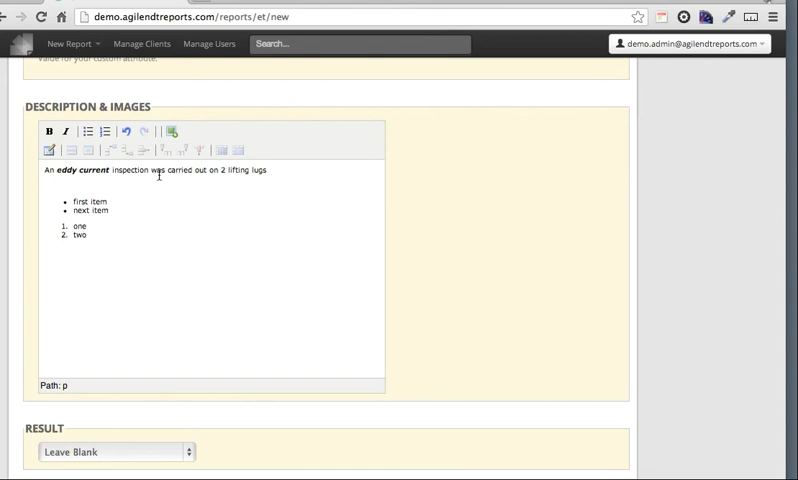 demo.agilendtreports.com/reports/et/new
New Report Manage Clients Manage Users Search... demo.admin@agilendtreports.com
Value for your custom attribute.
DESCRIPTION & IMAGES
B I
An eddy current inspection was carried out on 2 lifting lugs
• first item
• next item
1. one
2. two
Path: p
RESULT
Leave Blank